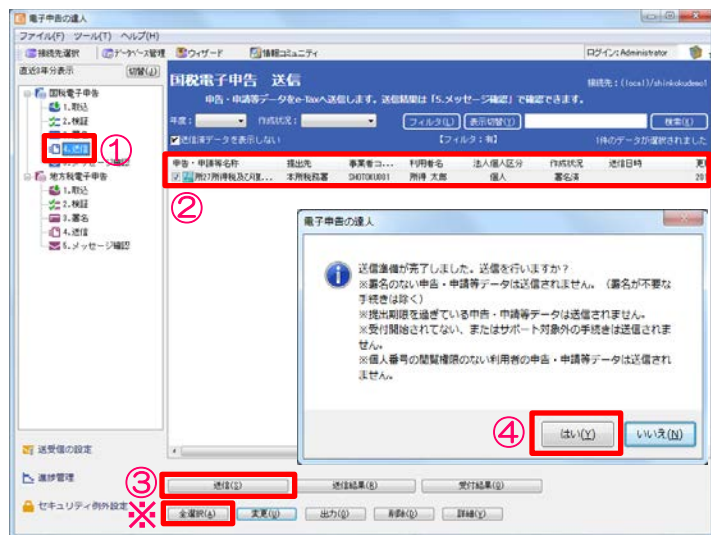 電子申告の達人
ファイル(F) ツール(T) ヘルプ(H)
接続先選択 データベース管理 ウィザード 情報コミュニティ ログイン: Administrator
直近3年分表示 切替(J)
国税電子申告
1.取込
2.検証
4.送信
①
地方税電子申告
1.取込
2.検証
3.署名
4.送信
5.メッセージ確認
国税電子申告 送信
接続先:(local)/shinkokudemo1
申告・申請等データをe-Taxへ送信します。送信結果は「5.メッセージ確認」で確認できます。
年度: 作成状況: フィルタ(L) 表示切替(T) 検索(
送信済データを表示しない 【フィルタ:有】 1件のデータが選択されました
申告・申請等名称 提出先 事業者コ... 利用者名 法人個人区分 作成状況 送信日時 更
所27所得税及び... 本所税務署 SHOTOKU001 所得 太郎 個人 署名済 201
②
電子申告の達人
送信準備が完了しました。送信を行いますか?
※署名のない申告・申請等データは送信されません。(署名が不要な
手続きは除く)
※提出期限を過ぎている申告・申請等データは送信されません。
※受付開始されてない、またはサポート対象外の手続きは送信されま
せん。
※個人番号の閲覧権限のない利用者の申告・申請等データは送信され
ません。
④ はい(Y) いいえ(N)
送受信の設定
進捗管理
セキュリティ例外設定
③ 送信(S) 送信結果(R) 受付結果(Q)
※ 全選択(A) 変更(U) 出力(O) 削除(D) 詳細(V)